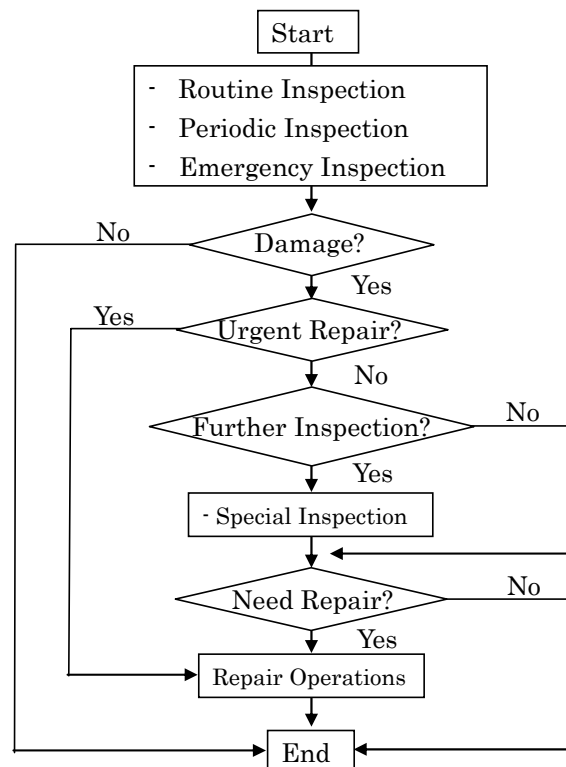 Start
- Routine Inspection
- Periodic Inspection
- Emergency Inspection
No
Damage?
Yes
Yes
Urgent Repair?
No
Further Inspection?
No
Yes
- Special Inspection
Need Repair?
No
Yes
Repair Operations
End